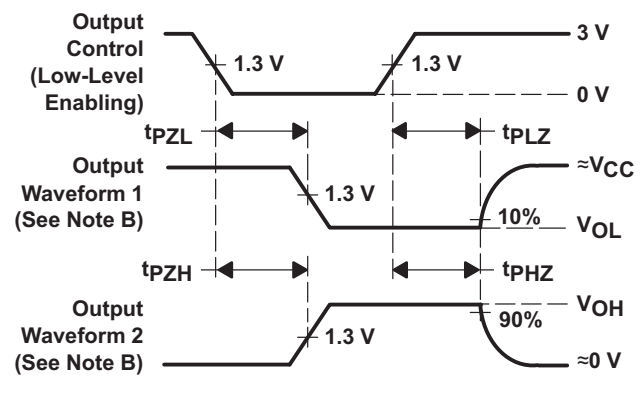 Output
Control
(Low-Level
Enabling)
3 V
1.3 V
1.3 V
0 V
tPZL
tPLZ
Output
Waveform 1
(See Note B)
≈VCC
1.3 V
10%
VOL
tPZH
tPHZ
Output
Waveform 2
(See Note B)
VOH
90%
1.3 V
≈0 V